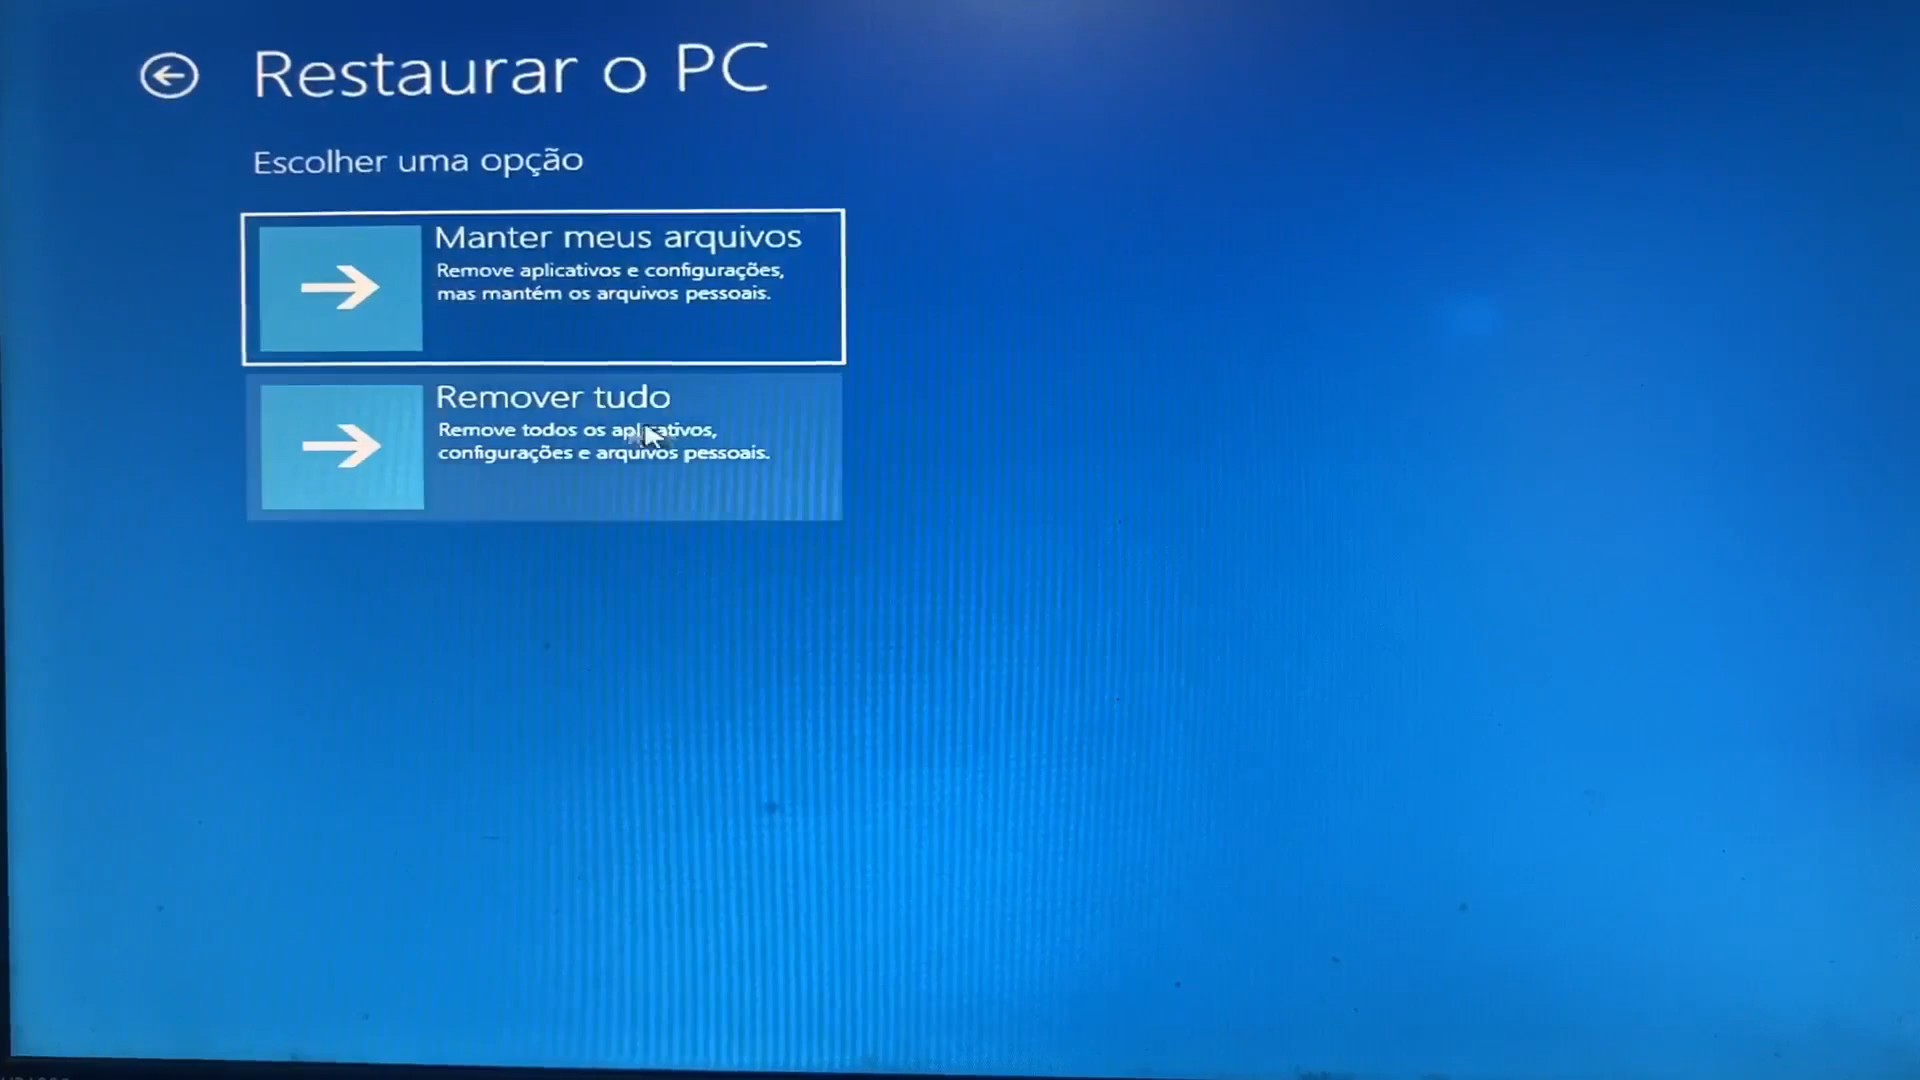 Restaurar o PC
Escolher uma opção
Manter meus arquivos
Remove aplicativos e configurações,
mas mantém os arquivos pessoais.
Remover tudo
Remove todos os aplicativos,
configurações e arquivos pessoais.